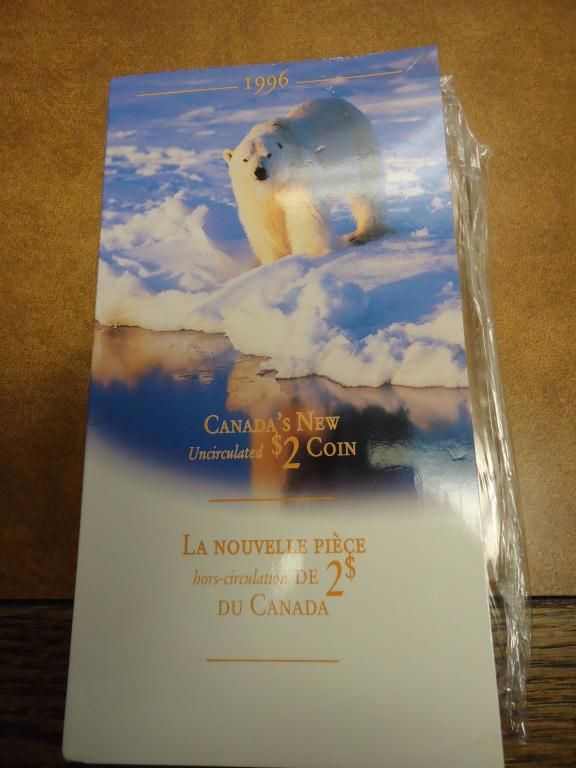 1996
CANADA'S NEW
Uncirculated $2 COIN
LA NOUVELLE PIÈCE
hors-circulation DE 2$
DU CANADA